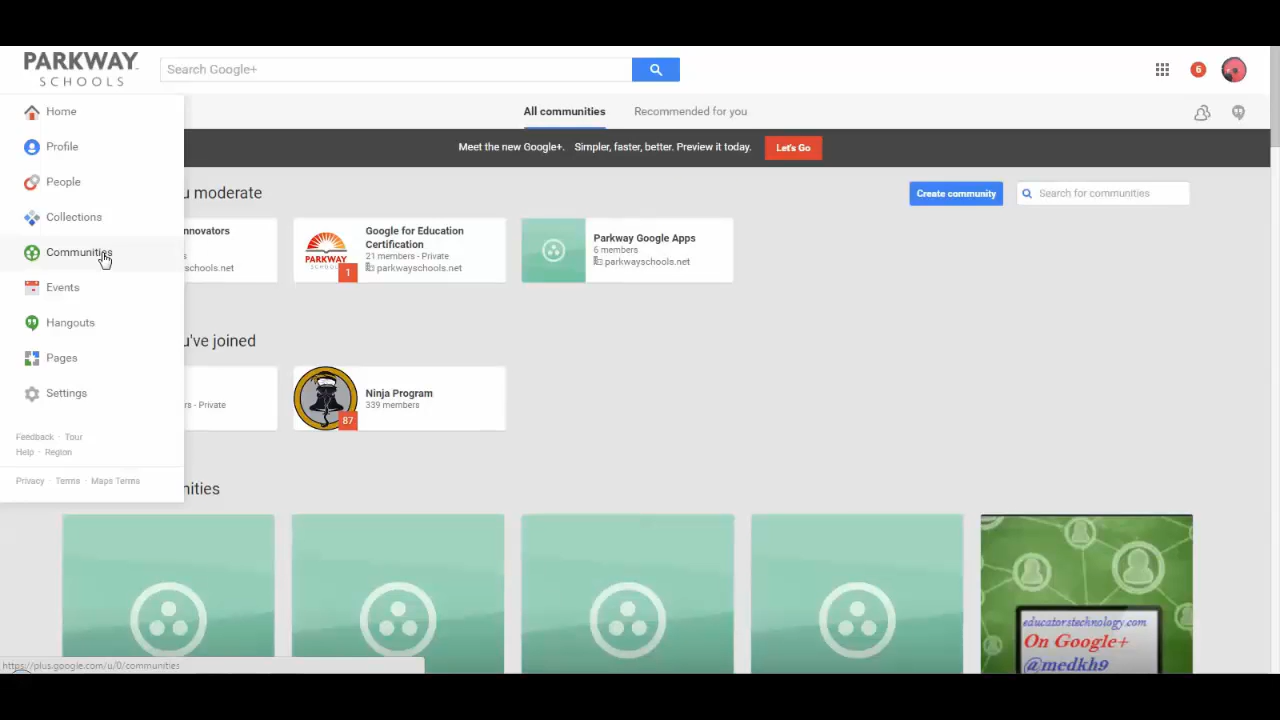 PARKWAY
SCHOOLS
Search Google+
6
Home
Profile
People
Collections
Communities
Events
Hangouts
Pages
Settings
Feedback · Tour
Help · Region
Privacy · Terms · Maps Terms
All communities
Recommended for you
Meet the new Google+. Simpler, faster, better. Preview it today.
Let's Go
u moderate
Create community
Search for communities
nnovators
s
schools.net
PARKWAY
SCHOOLS
1
Google for Education
Certification
21 members - Private
parkwayschools.net
Parkway Google Apps
6 members
parkwayschools.net
u've joined
rs - Private
87
Ninja Program
339 members
nities
educatorstechnology.com
On Google+
@medkh9
https://plus.google.com/u/0/communities